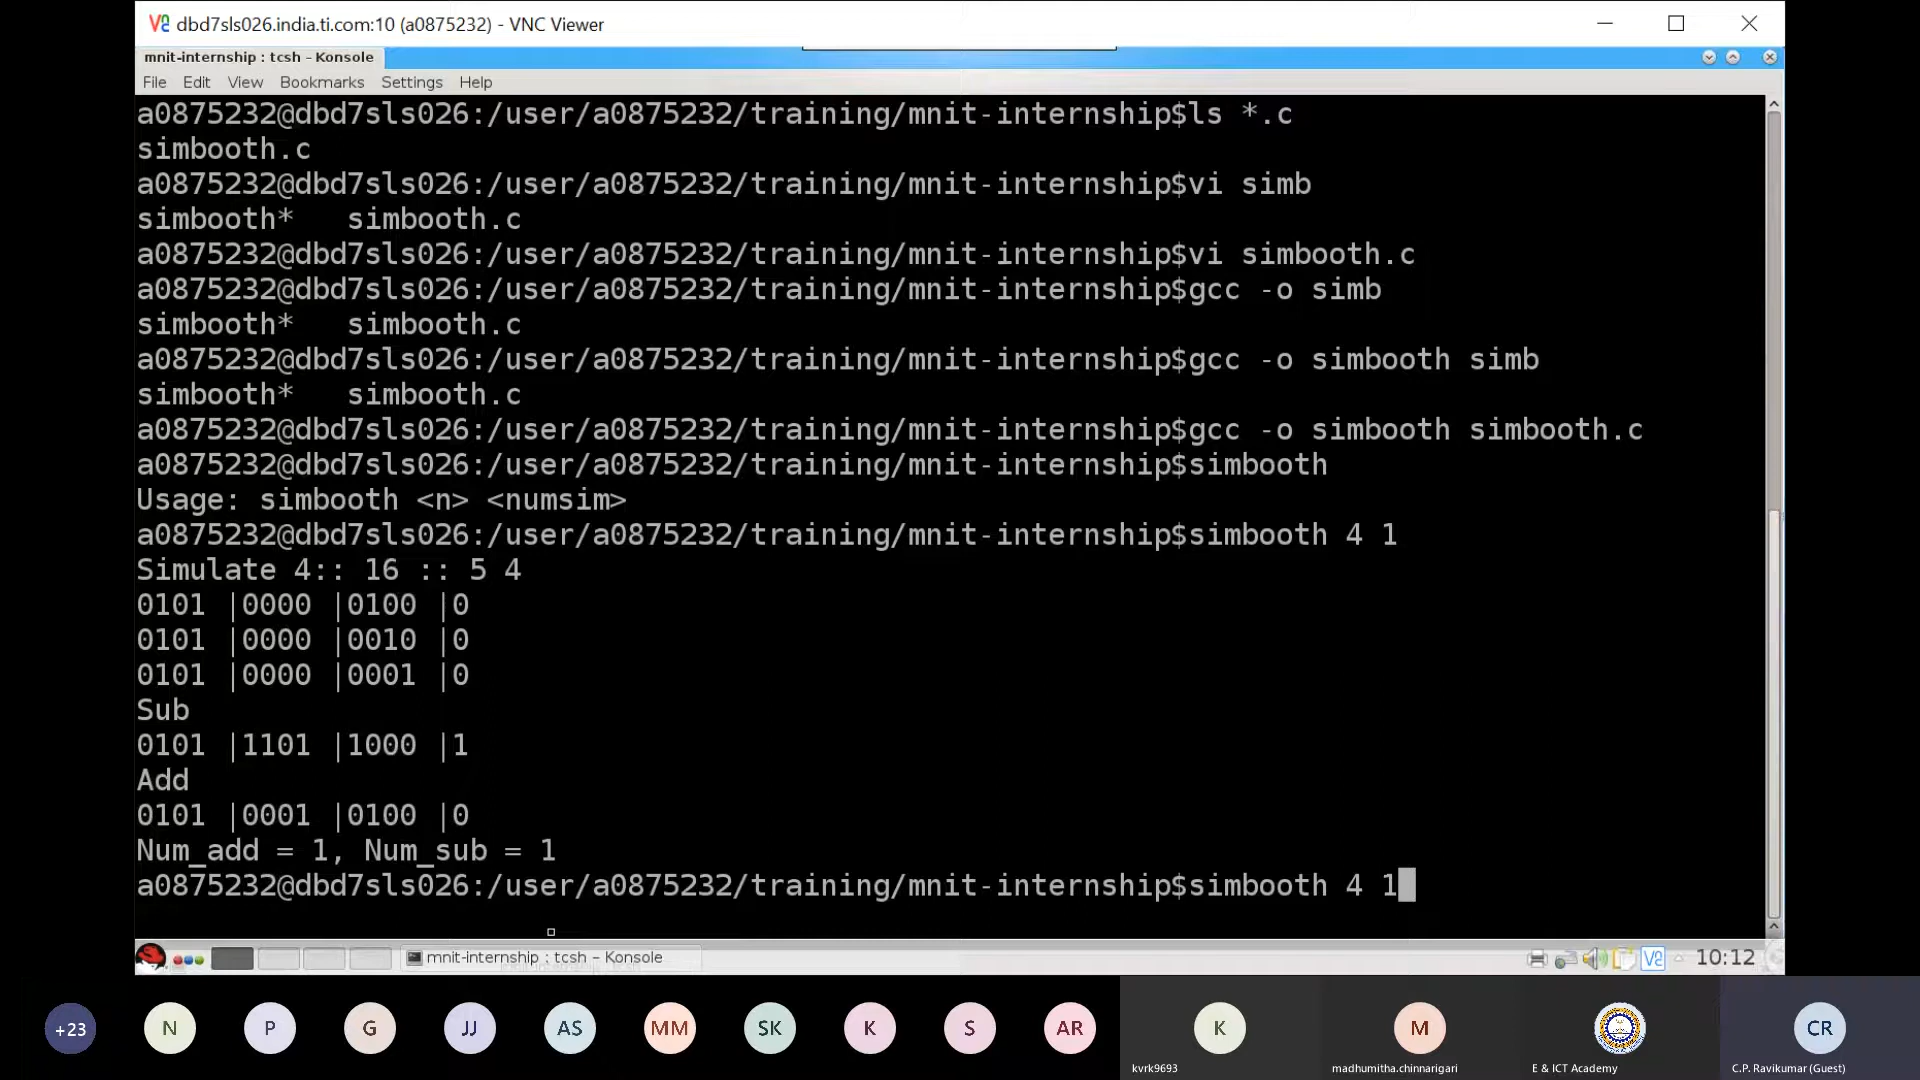 dbd7sls026.india.ti.com:10 (a0875232) - VNC Viewer
mnit-internship : tcsh – Konsole
File Edit View Bookmarks Settings Help
a0875232@dbd7sls026:/user/a0875232/training/mnit-internship$ls *.c
simbooth.c
a0875232@dbd7sls026:/user/a0875232/training/mnit-internship$vi simb
simbooth* simbooth.c
a0875232@dbd7sls026:/user/a0875232/training/mnit-internship$vi simbooth.c
a0875232@dbd7sls026:/user/a0875232/training/mnit-internship$gcc -o simb
simbooth* simbooth.c
a0875232@dbd7sls026:/user/a0875232/training/mnit-internship$gcc -o simbooth simb
simbooth* simbooth.c
a0875232@dbd7sls026:/user/a0875232/training/mnit-internship$gcc -o simbooth simbooth.c
a0875232@dbd7sls026:/user/a0875232/training/mnit-internship$simbooth
Usage: simbooth <n> <numsim>
a0875232@dbd7sls026:/user/a0875232/training/mnit-internship$simbooth 4 1
Simulate 4:: 16 :: 5 4
0101 |0000 |0100 |0
0101 |0000 |0010 |0
0101 |0000 |0001 |0
Sub
0101 |1101 |1000 |1
Add
0101 |0001 |0100 |0
Num_add = 1, Num_sub = 1
a0875232@dbd7sls026:/user/a0875232/training/mnit-internship$simbooth 4 1
mnit-internship : tcsh – Konsole
10:12
+23 N P G JJ AS MM SK K S AR K M CR
kvrk9693 madhumitha.chinnarigari E & ICT Academy C.P. Ravikumar (Guest)